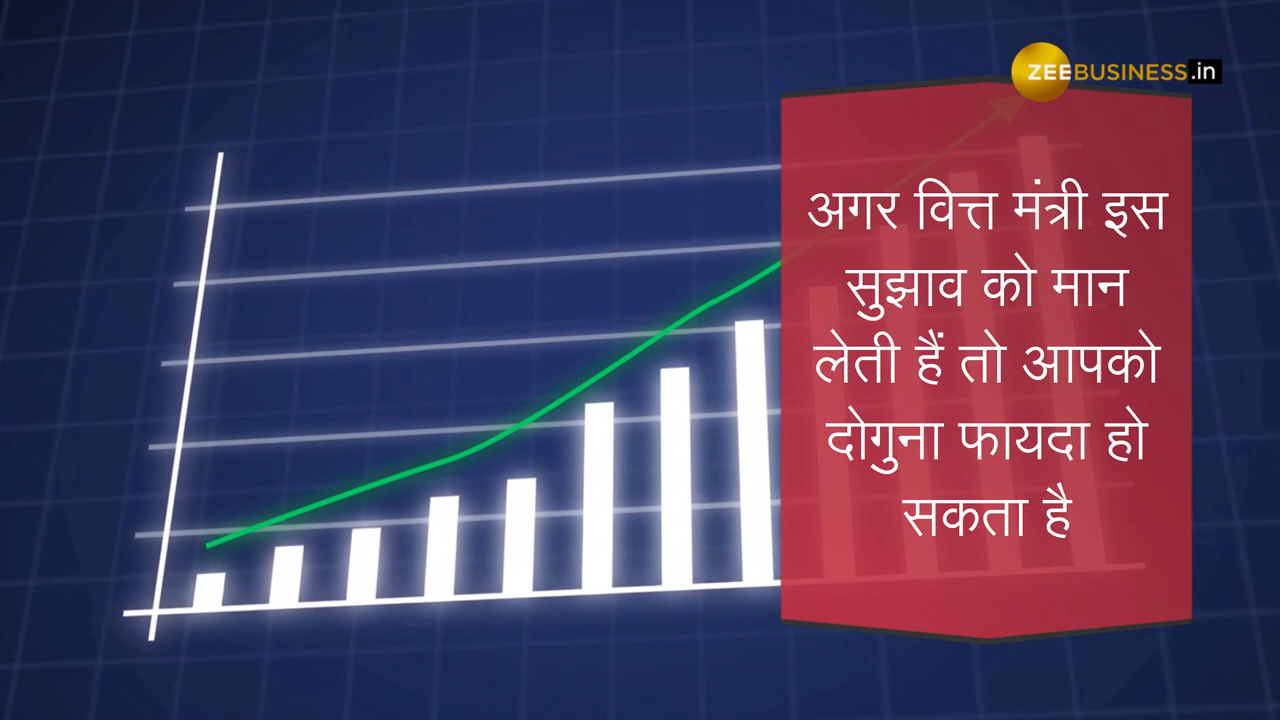 ZEEBUSINESS.in
अगर वित्त मंत्री इस
सुझाव को मान
लेती हैं तो आपको
दोगुना फायदा हो
सकता है